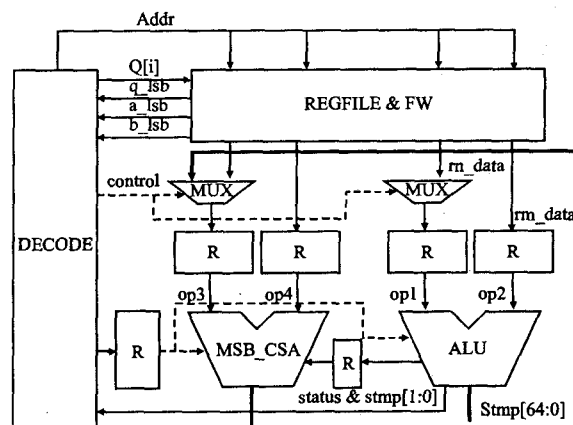 Addr
Q[i]
q_lsb
a_lsb
b_lsb
REGFILE & FW
control
MUX
rn_data
MUX
rm_data
DECODE
R
R
R
R
op3
op4
op1
op2
R
MSB_CSA
R
ALU
status & stmp[1:0]
Stmp[64:0]